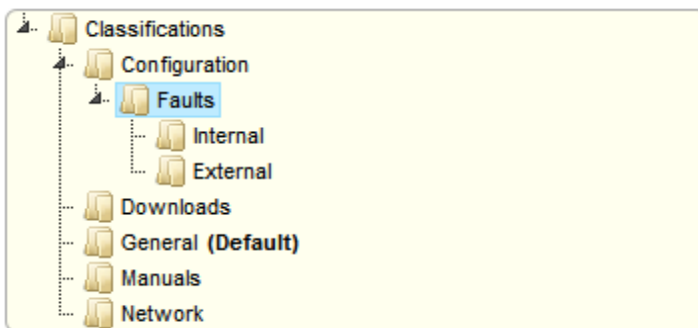 Classifications
Configuration
Faults
Internal
External
Downloads
General (Default)
Manuals
Network